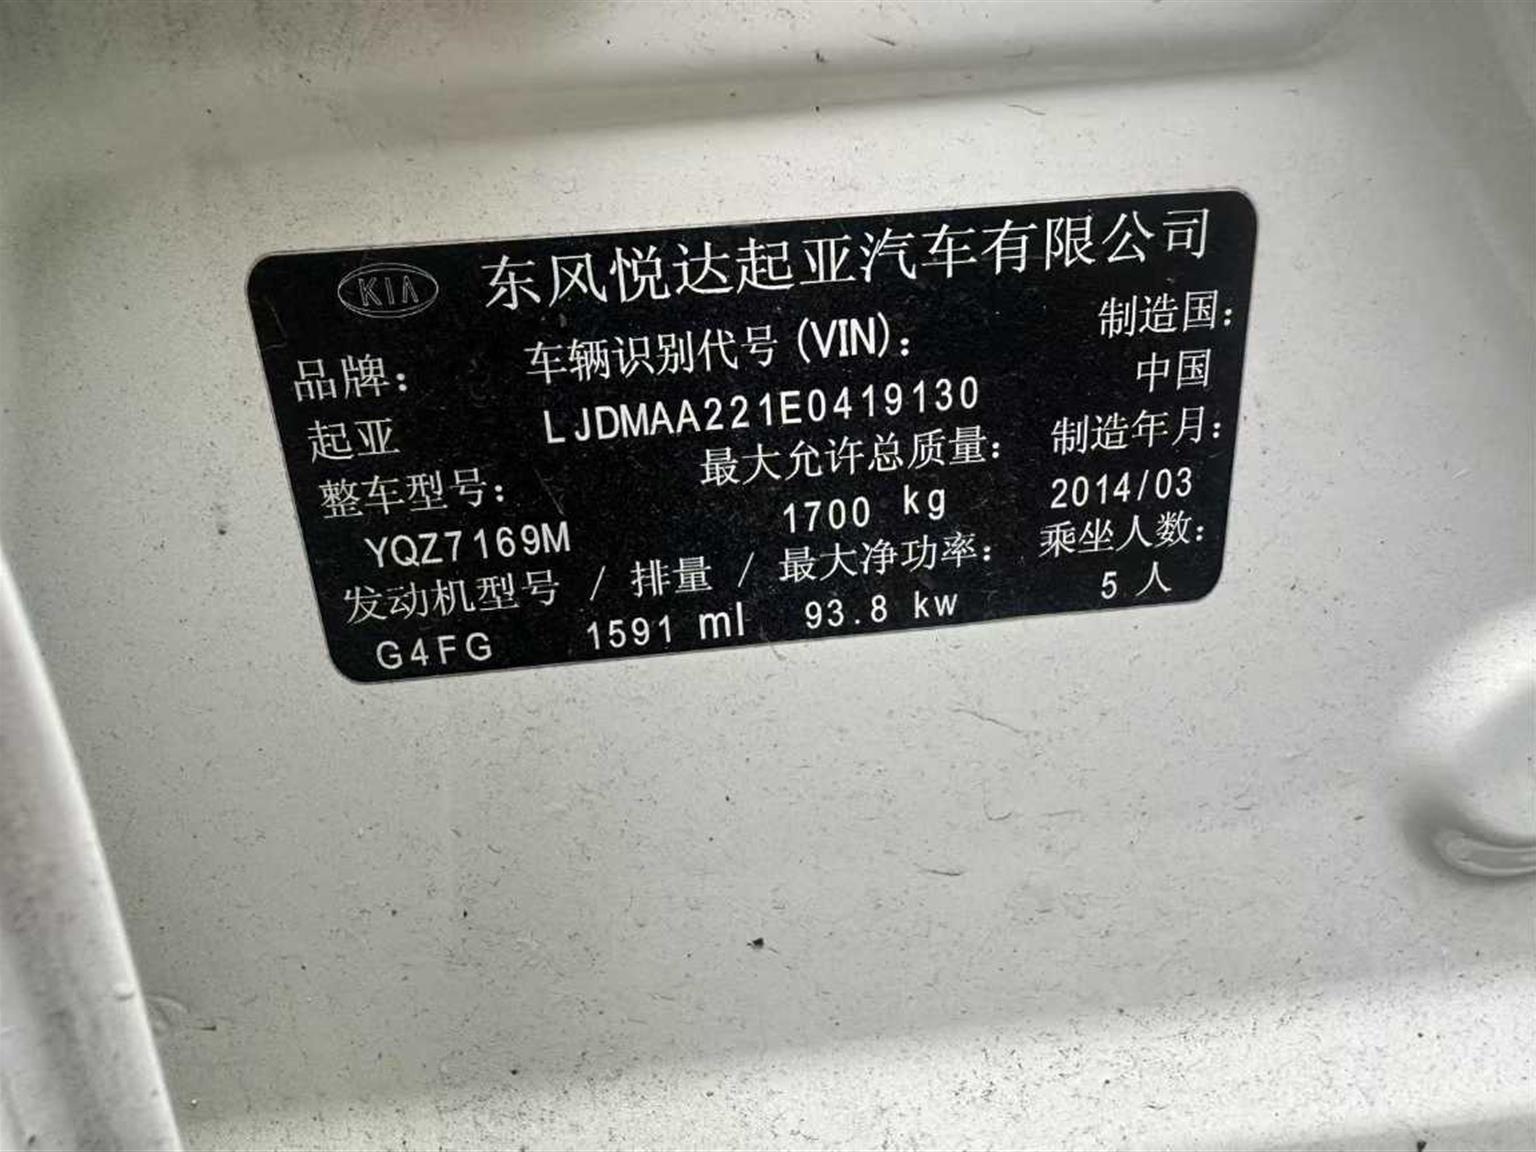 KIA 东风悦达起亚汽车有限公司
品牌： 车辆识别代号(VIN)： 制造国：
起亚 LJDMAA221E0419130 中国
整车型号： 最大允许总质量： 制造年月：
YQZ7169M 1700 kg 2014/03
发动机型号 / 排量 / 最大净功率： 乘坐人数：
G4FG 1591 ml 93.8 kw 5 人